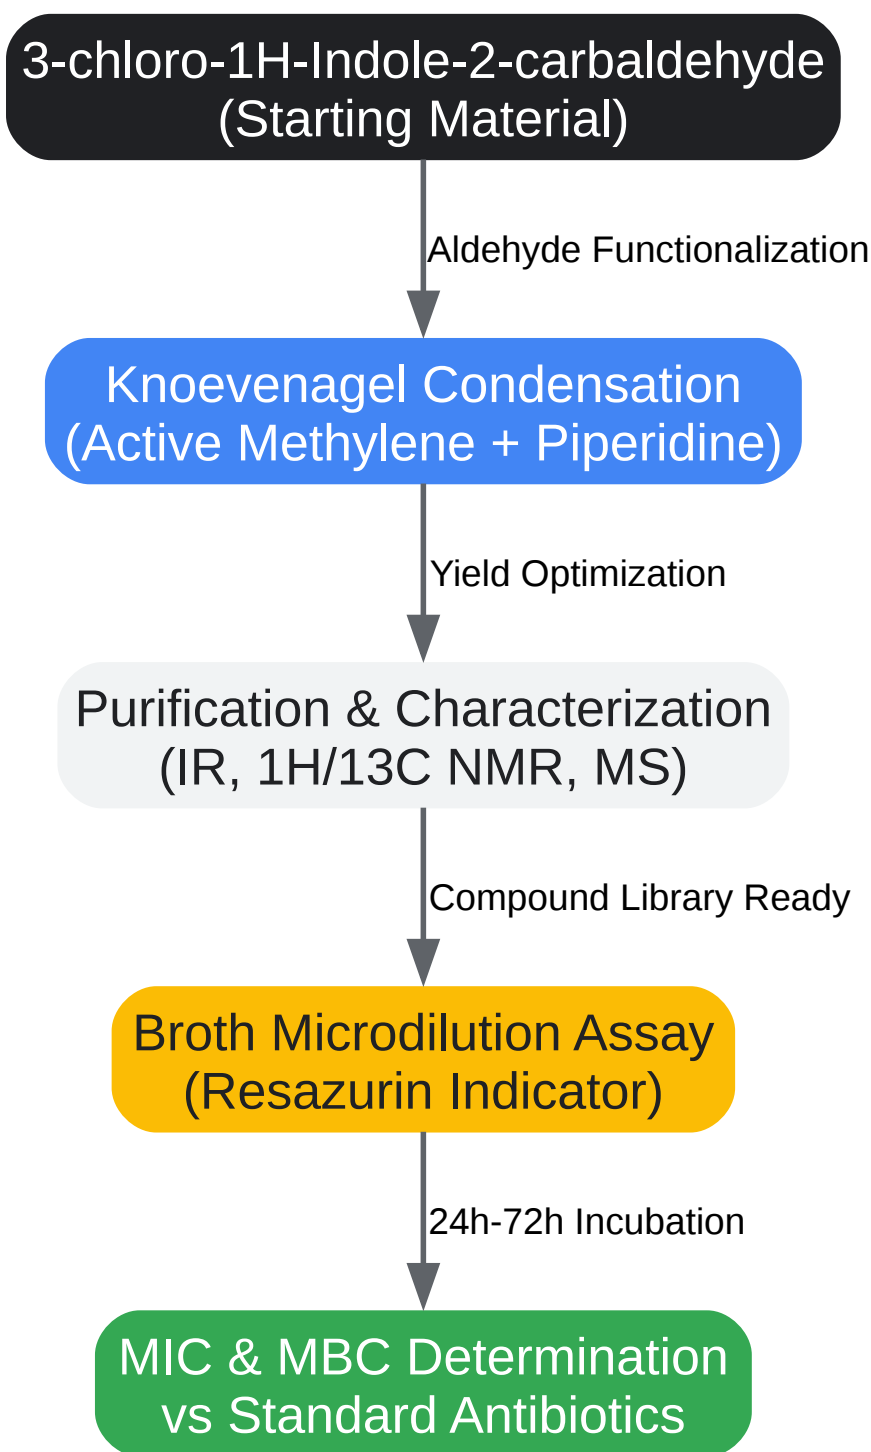 3-chloro-1H-Indole-2-carbaldehyde
(Starting Material)
Aldehyde Functionalization
Knoevenagel Condensation
(Active Methylene + Piperidine)
Yield Optimization
Purification & Characterization
(IR, 1H/13C NMR, MS)
Compound Library Ready
Broth Microdilution Assay
(Resazurin Indicator)
24h-72h Incubation
MIC & MBC Determination
vs Standard Antibiotics